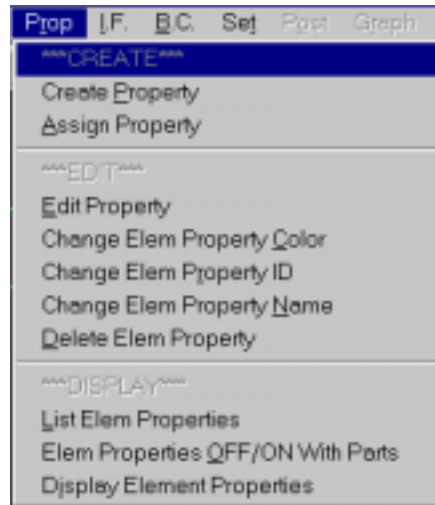 Prop I.F. B.C. Set Post Graph
^^^CREATE^^^
Create Property
Assign Property
^^^EDIT^^^
Edit Property
Change Elem Property Color
Change Elem Property ID
Change Elem Property Name
Delete Elem Property
^^^DISPLAY^^^
List Elem Properties
Elem Properties OFF/ON With Parts
Display Element Properties